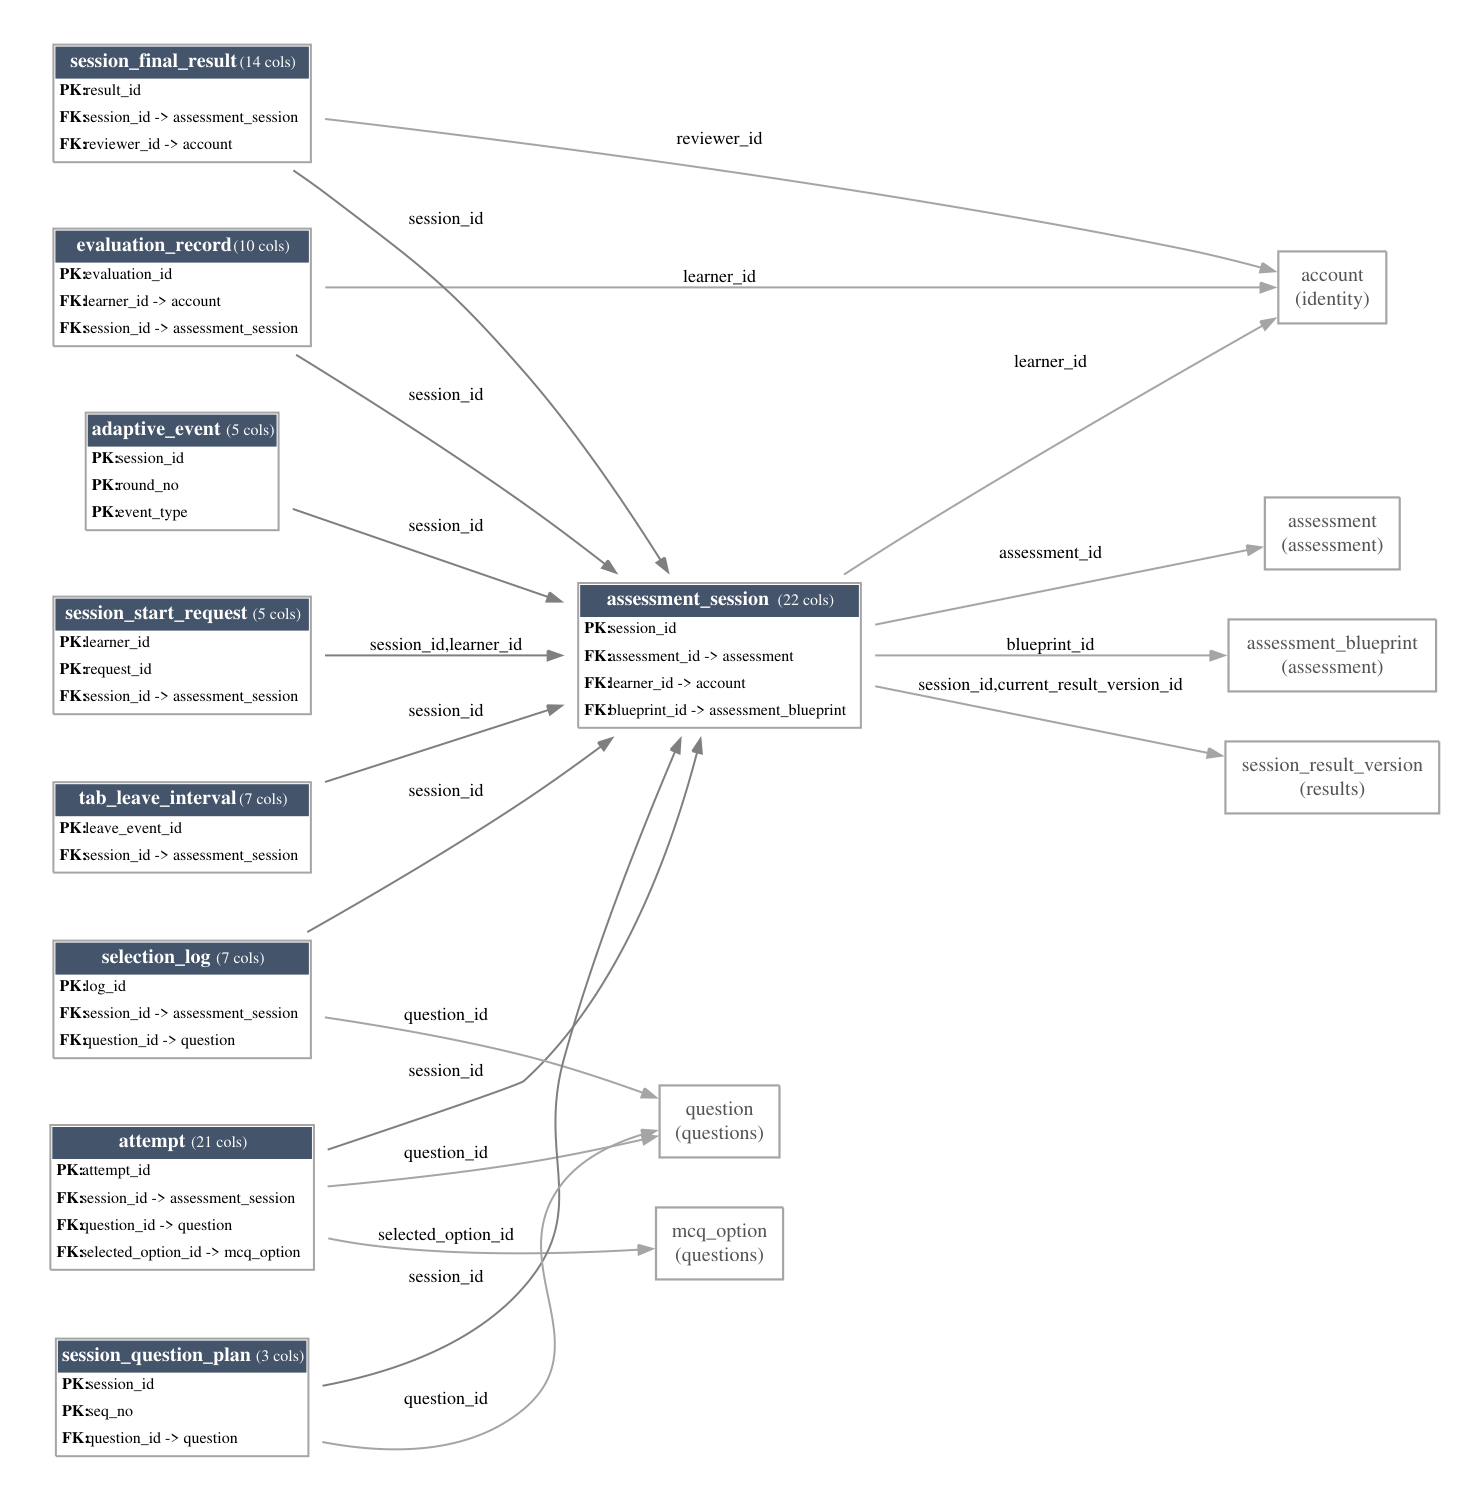 session_final_result (14 cols)
PK: result_id
FK: session_id -> assessment_session
FK: reviewer_id -> account
reviewer_id
session_id
evaluation_record (10 cols)
PK: evaluation_id
FK: learner_id -> account
FK: session_id -> assessment_session
learner_id
account
(identity)
learner_id
session_id
adaptive_event (5 cols)
PK: session_id
PK: round_no
PK: event_type
session_id
assessment
(assessment)
assessment_id
session_start_request (5 cols)
PK: learner_id
PK: request_id
FK: session_id -> assessment_session
session_id,learner_id
assessment_session (22 cols)
PK: session_id
FK: assessment_id -> assessment
FK: learner_id -> account
FK: blueprint_id -> assessment_blueprint
blueprint_id
assessment_blueprint
(assessment)
session_id,current_result_version_id
session_result_version
(results)
session_id
tab_leave_interval (7 cols)
PK: leave_event_id
FK: session_id -> assessment_session
session_id
selection_log (7 cols)
PK: log_id
FK: session_id -> assessment_session
FK: question_id -> question
question_id
session_id
question
(questions)
attempt (21 cols)
PK: attempt_id
FK: session_id -> assessment_session
FK: question_id -> question
FK: selected_option_id -> mcq_option
question_id
selected_option_id
mcq_option
(questions)
session_id
session_question_plan (3 cols)
PK: session_id
PK: seq_no
FK: question_id -> question
question_id